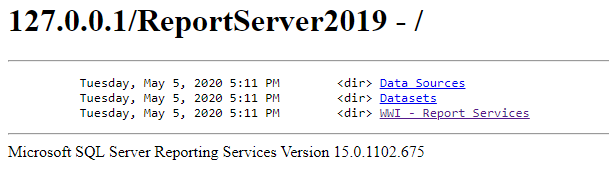 127.0.0.1/ReportServer2019 - /
Tuesday, May 5, 2020 5:11 PM <dir> Data Sources
Tuesday, May 5, 2020 5:11 PM <dir> Datasets
Tuesday, May 5, 2020 5:11 PM <dir> WWI - Report Services
Microsoft SQL Server Reporting Services Version 15.0.1102.675